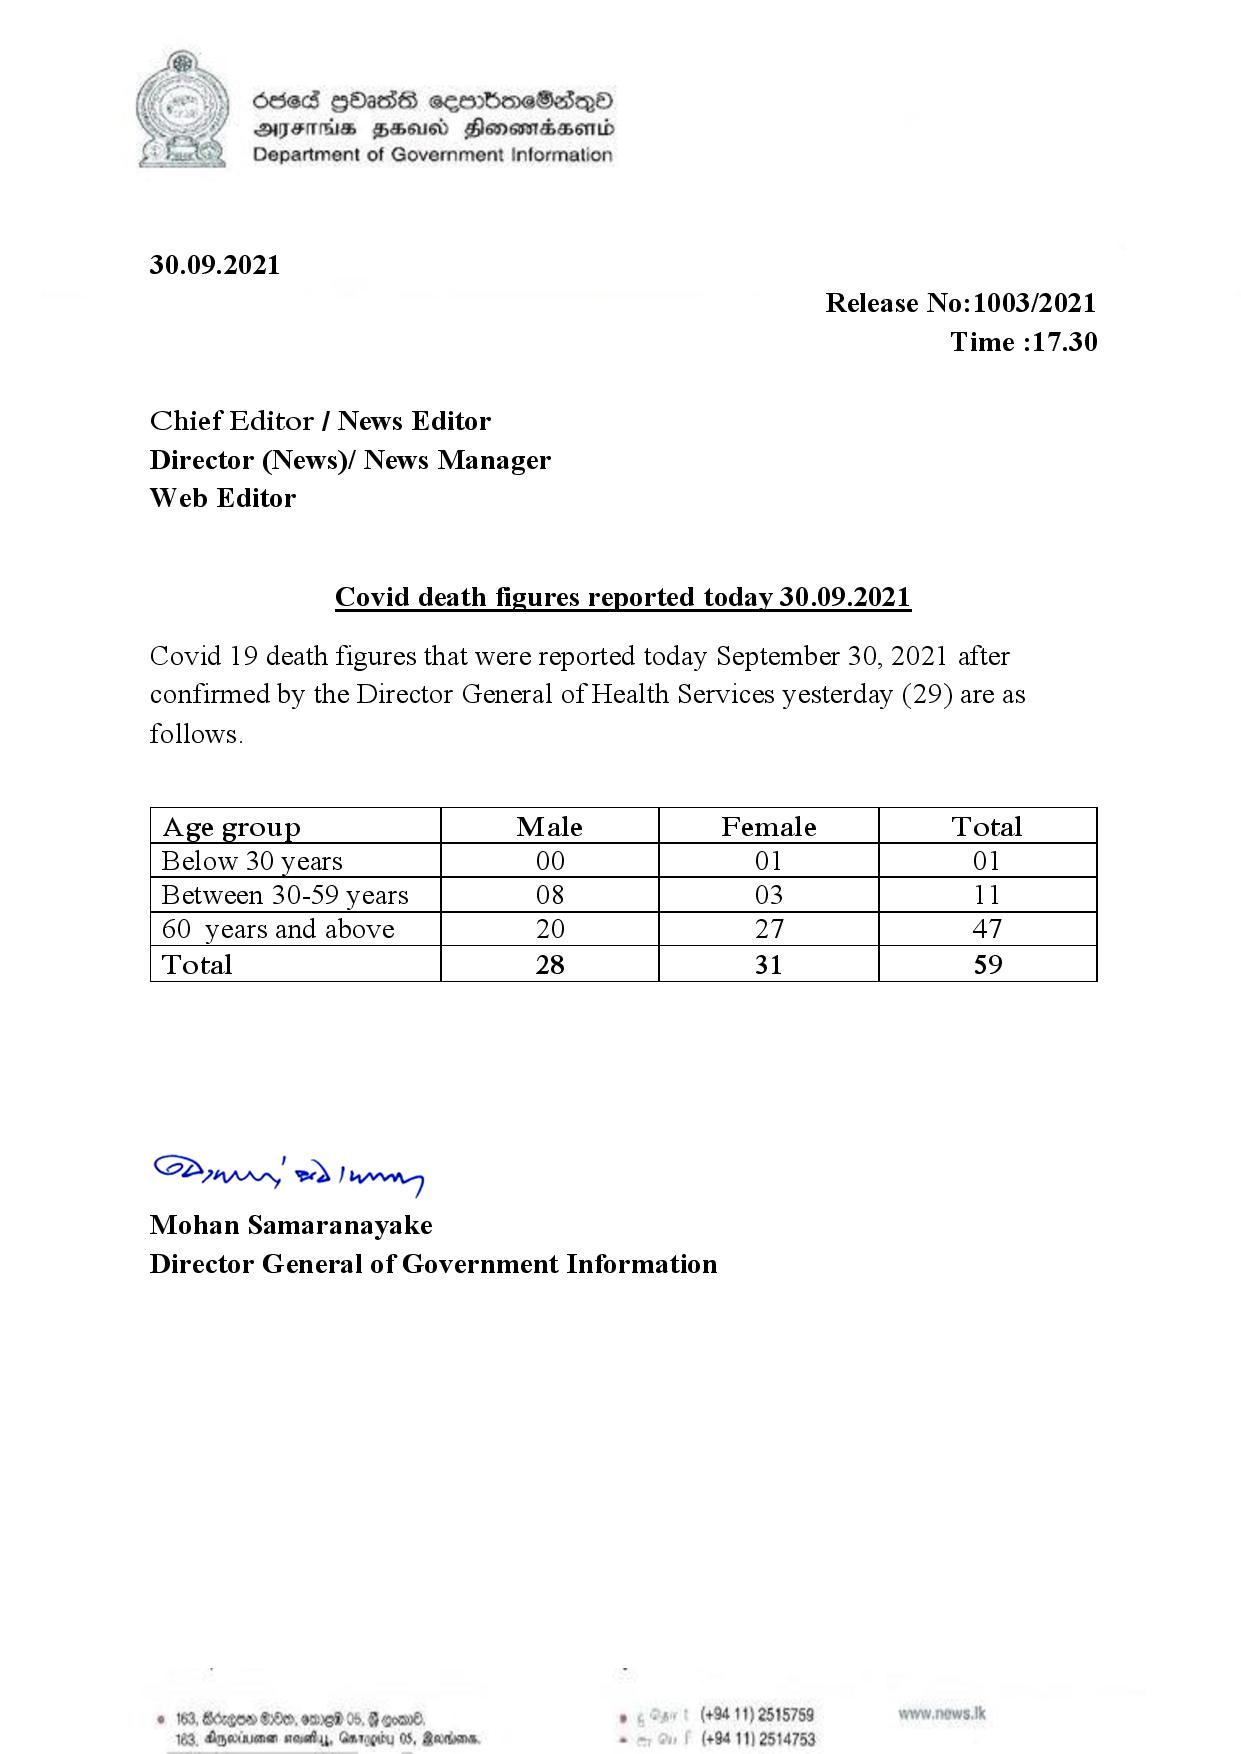 රජයේ ප්‍රවෘත්ති දෙපාර්තමේන්තුව
அரசாங்க தகவல் திணைக்களம்
Department of Government Information
30.09.2021
Release No:1003/2021
Time :17.30
Chief Editor / News Editor
Director (News)/ News Manager
Web Editor
Covid death figures reported today 30.09.2021
Covid 19 death figures that were reported today September 30, 2021 after
confirmed by the Director General of Health Services yesterday (29) are as
follows.
Age group Male Female Total
Below 30 years 00 01 01
Between 30-59 years 08 03 11
60 years and above 20 27 47
Total 28 31 59
Mohan Samaranayake
Director General of Government Information
163, කිරුලපන මාවත, කොළඹ 05, ශ්‍රී ලංකාව. (+94 11) 2515759 www.news.lk
163, கிருலப்பனை எவனியூ, கொழும்பு 05, இலங்கை. (+94 11) 2514753